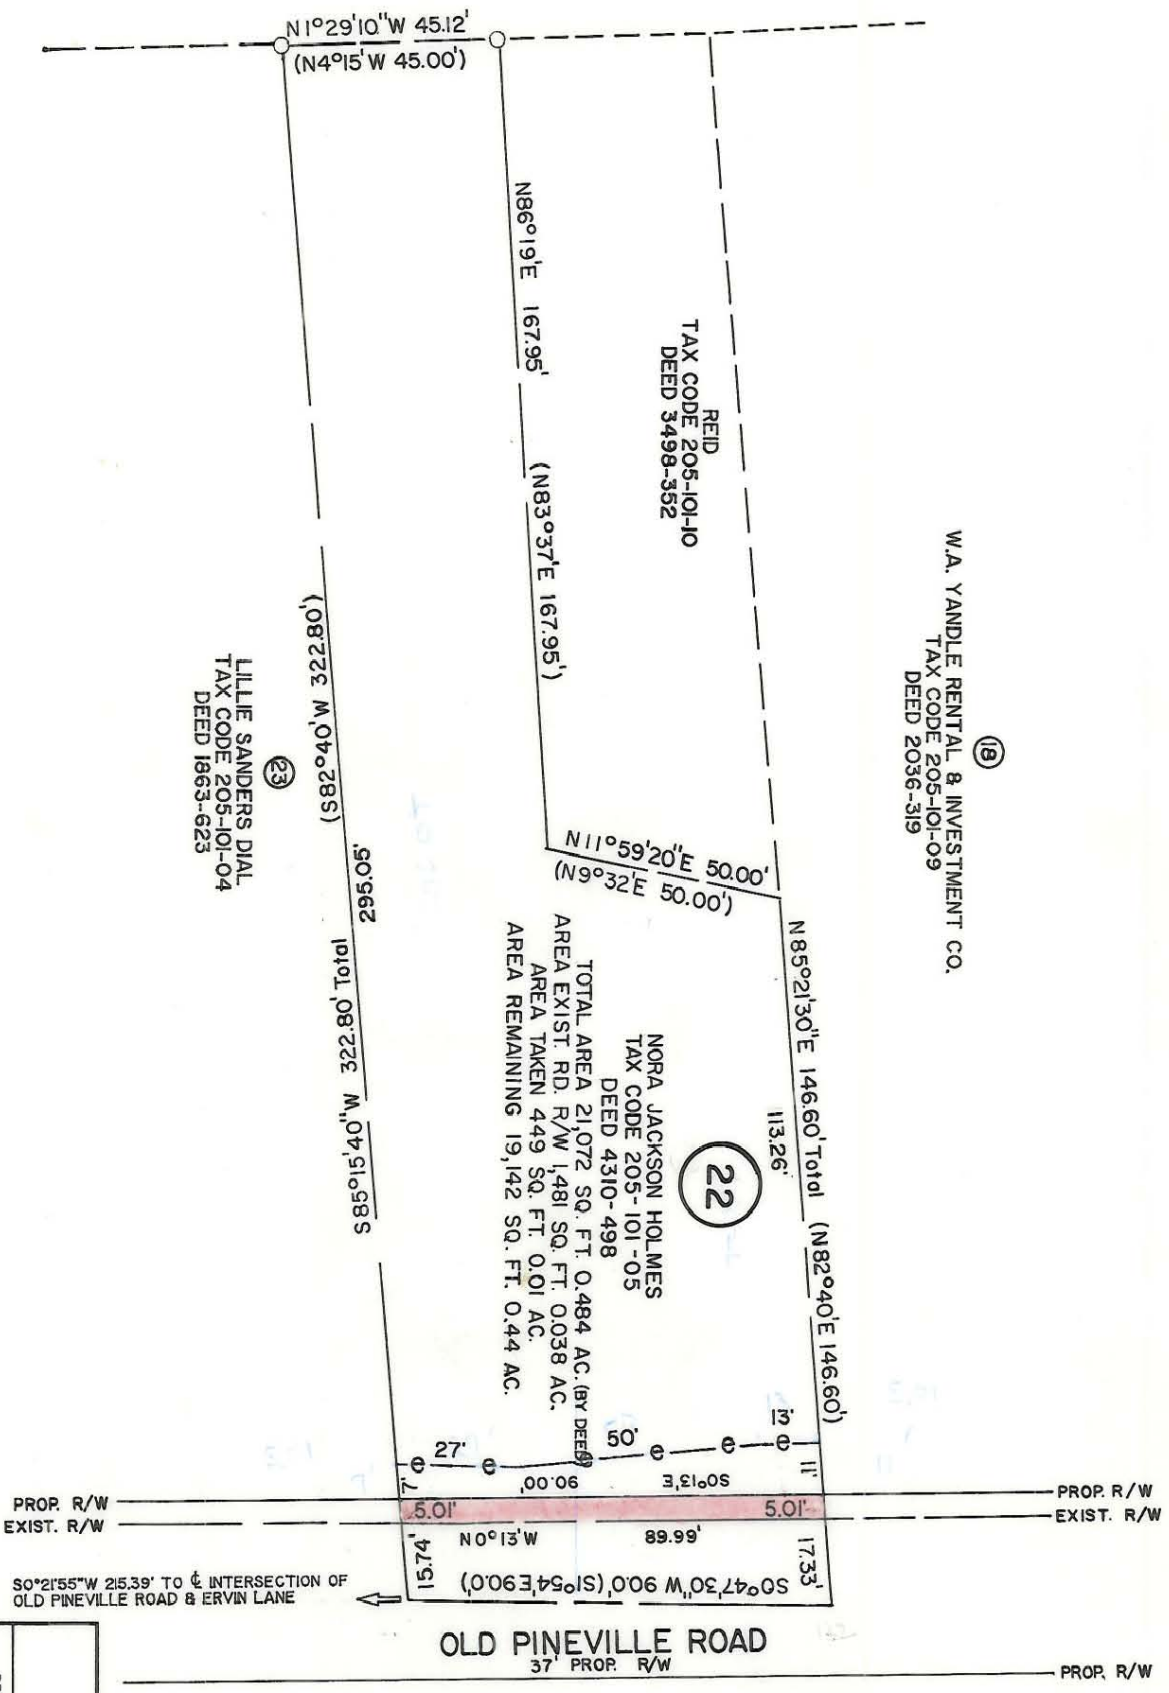 N1°29'10"W 45.12'
(N4°15'W 45.00')
N86°19'E 167.95'
(N83°37'E 167.95')
REID
TAX CODE 205-101-10
DEED 3498-352
18
W.A. YANDLE RENTAL & INVESTMENT CO.
TAX CODE 205-101-09
DEED 2036-319
(S82°40'W 322.80')
23
LILLIE SANDERS DIAL
TAX CODE 205-101-04
DEED 1863-623
295.05'
S85°15'40"W 322.80' Total
N11°59'20"E 50.00'
(N9°32'E 50.00')
N85°21'30"E 146.60' Total (N82°40'E 146.60')
113.26'
22
NORA JACKSON HOLMES
TAX CODE 205-101-05
DEED 4310-498
TOTAL AREA 21,072 SQ. FT. 0.484 AC. (BY DEED)
AREA EXIST. RD. R/W 1,481 SQ. FT. 0.038 AC.
AREA TAKEN 449 SQ. FT. 0.01 AC.
AREA REMAINING 19,142 SQ. FT. 0.44 AC.
27'
50'
13'
7'
90.00'
S0°13'E
11'
PROP. R/W
PROP. R/W
5.01'
5.01'
EXIST. R/W
EXIST. R/W
N0°13'W
89.99'
15.74'
17.33'
S0°47'30"W 90.0' (S1°54'E 90.0')
S0°21'55"W 215.39' TO ℄ INTERSECTION OF
OLD PINEVILLE ROAD & ERVIN LANE
OLD PINEVILLE ROAD
37' PROP. R/W
PROP. R/W